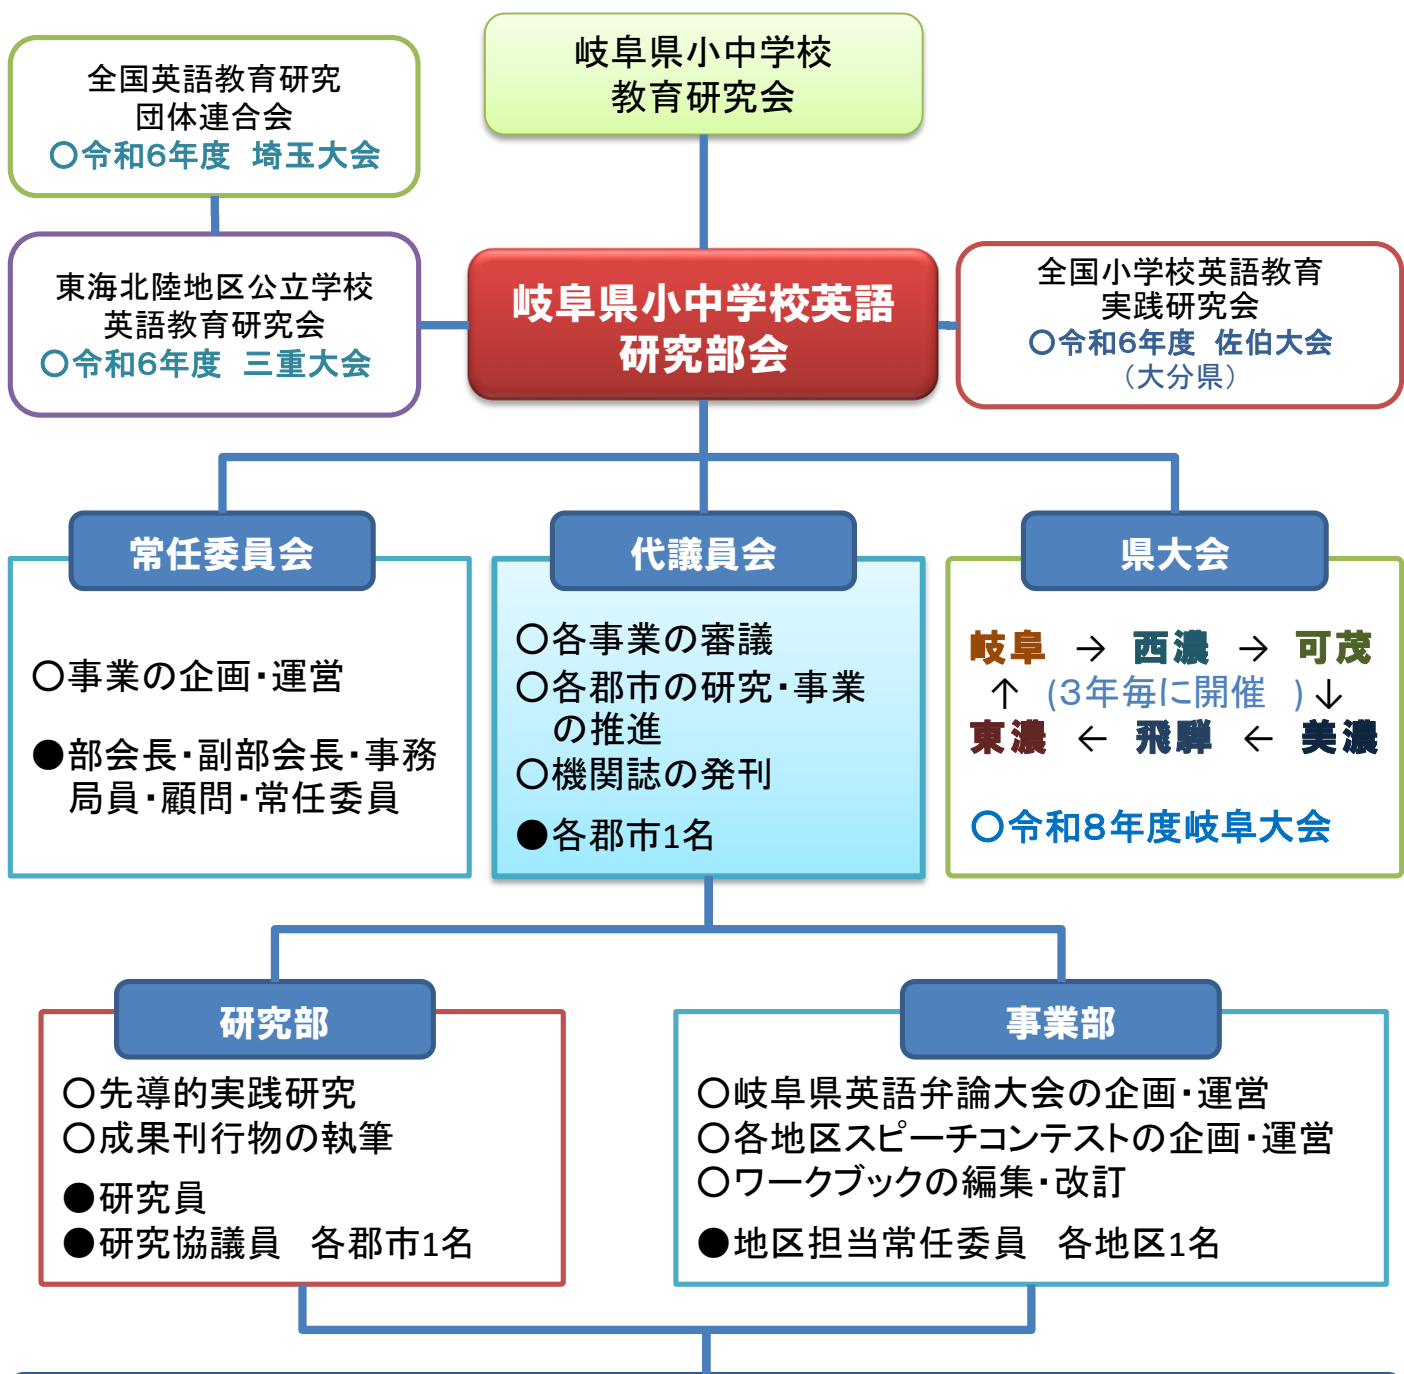 岐阜県小中学校
教育研究会
全国英語教育研究
団体連合会
○令和6年度　埼玉大会
東海北陸地区公立学校
英語教育研究会
○令和6年度　三重大会
岐阜県小中学校英語
研究部会
全国小学校英語教育
実践研究会
○令和6年度　佐伯大会
（大分県）
常任委員会
○事業の企画・運営
●部会長・副部会長・事務
局員・顧問・常任委員
代議員会
○各事業の審議
○各郡市の研究・事業
の推進
○機関誌の発刊
●各郡市1名
県大会
岐阜　→　西濃　→　可茂
↑　(3年毎に開催　)↓
東濃　←　飛騨　←　美濃
○令和8年度岐阜大会
研究部
○先導的実践研究
○成果刊行物の執筆
●研究員
●研究協議員　各郡市1名
事業部
○岐阜県英語弁論大会の企画・運営
○各地区スピーチコンテストの企画・運営
○ワークブックの編集・改訂
●地区担当常任委員　各地区1名